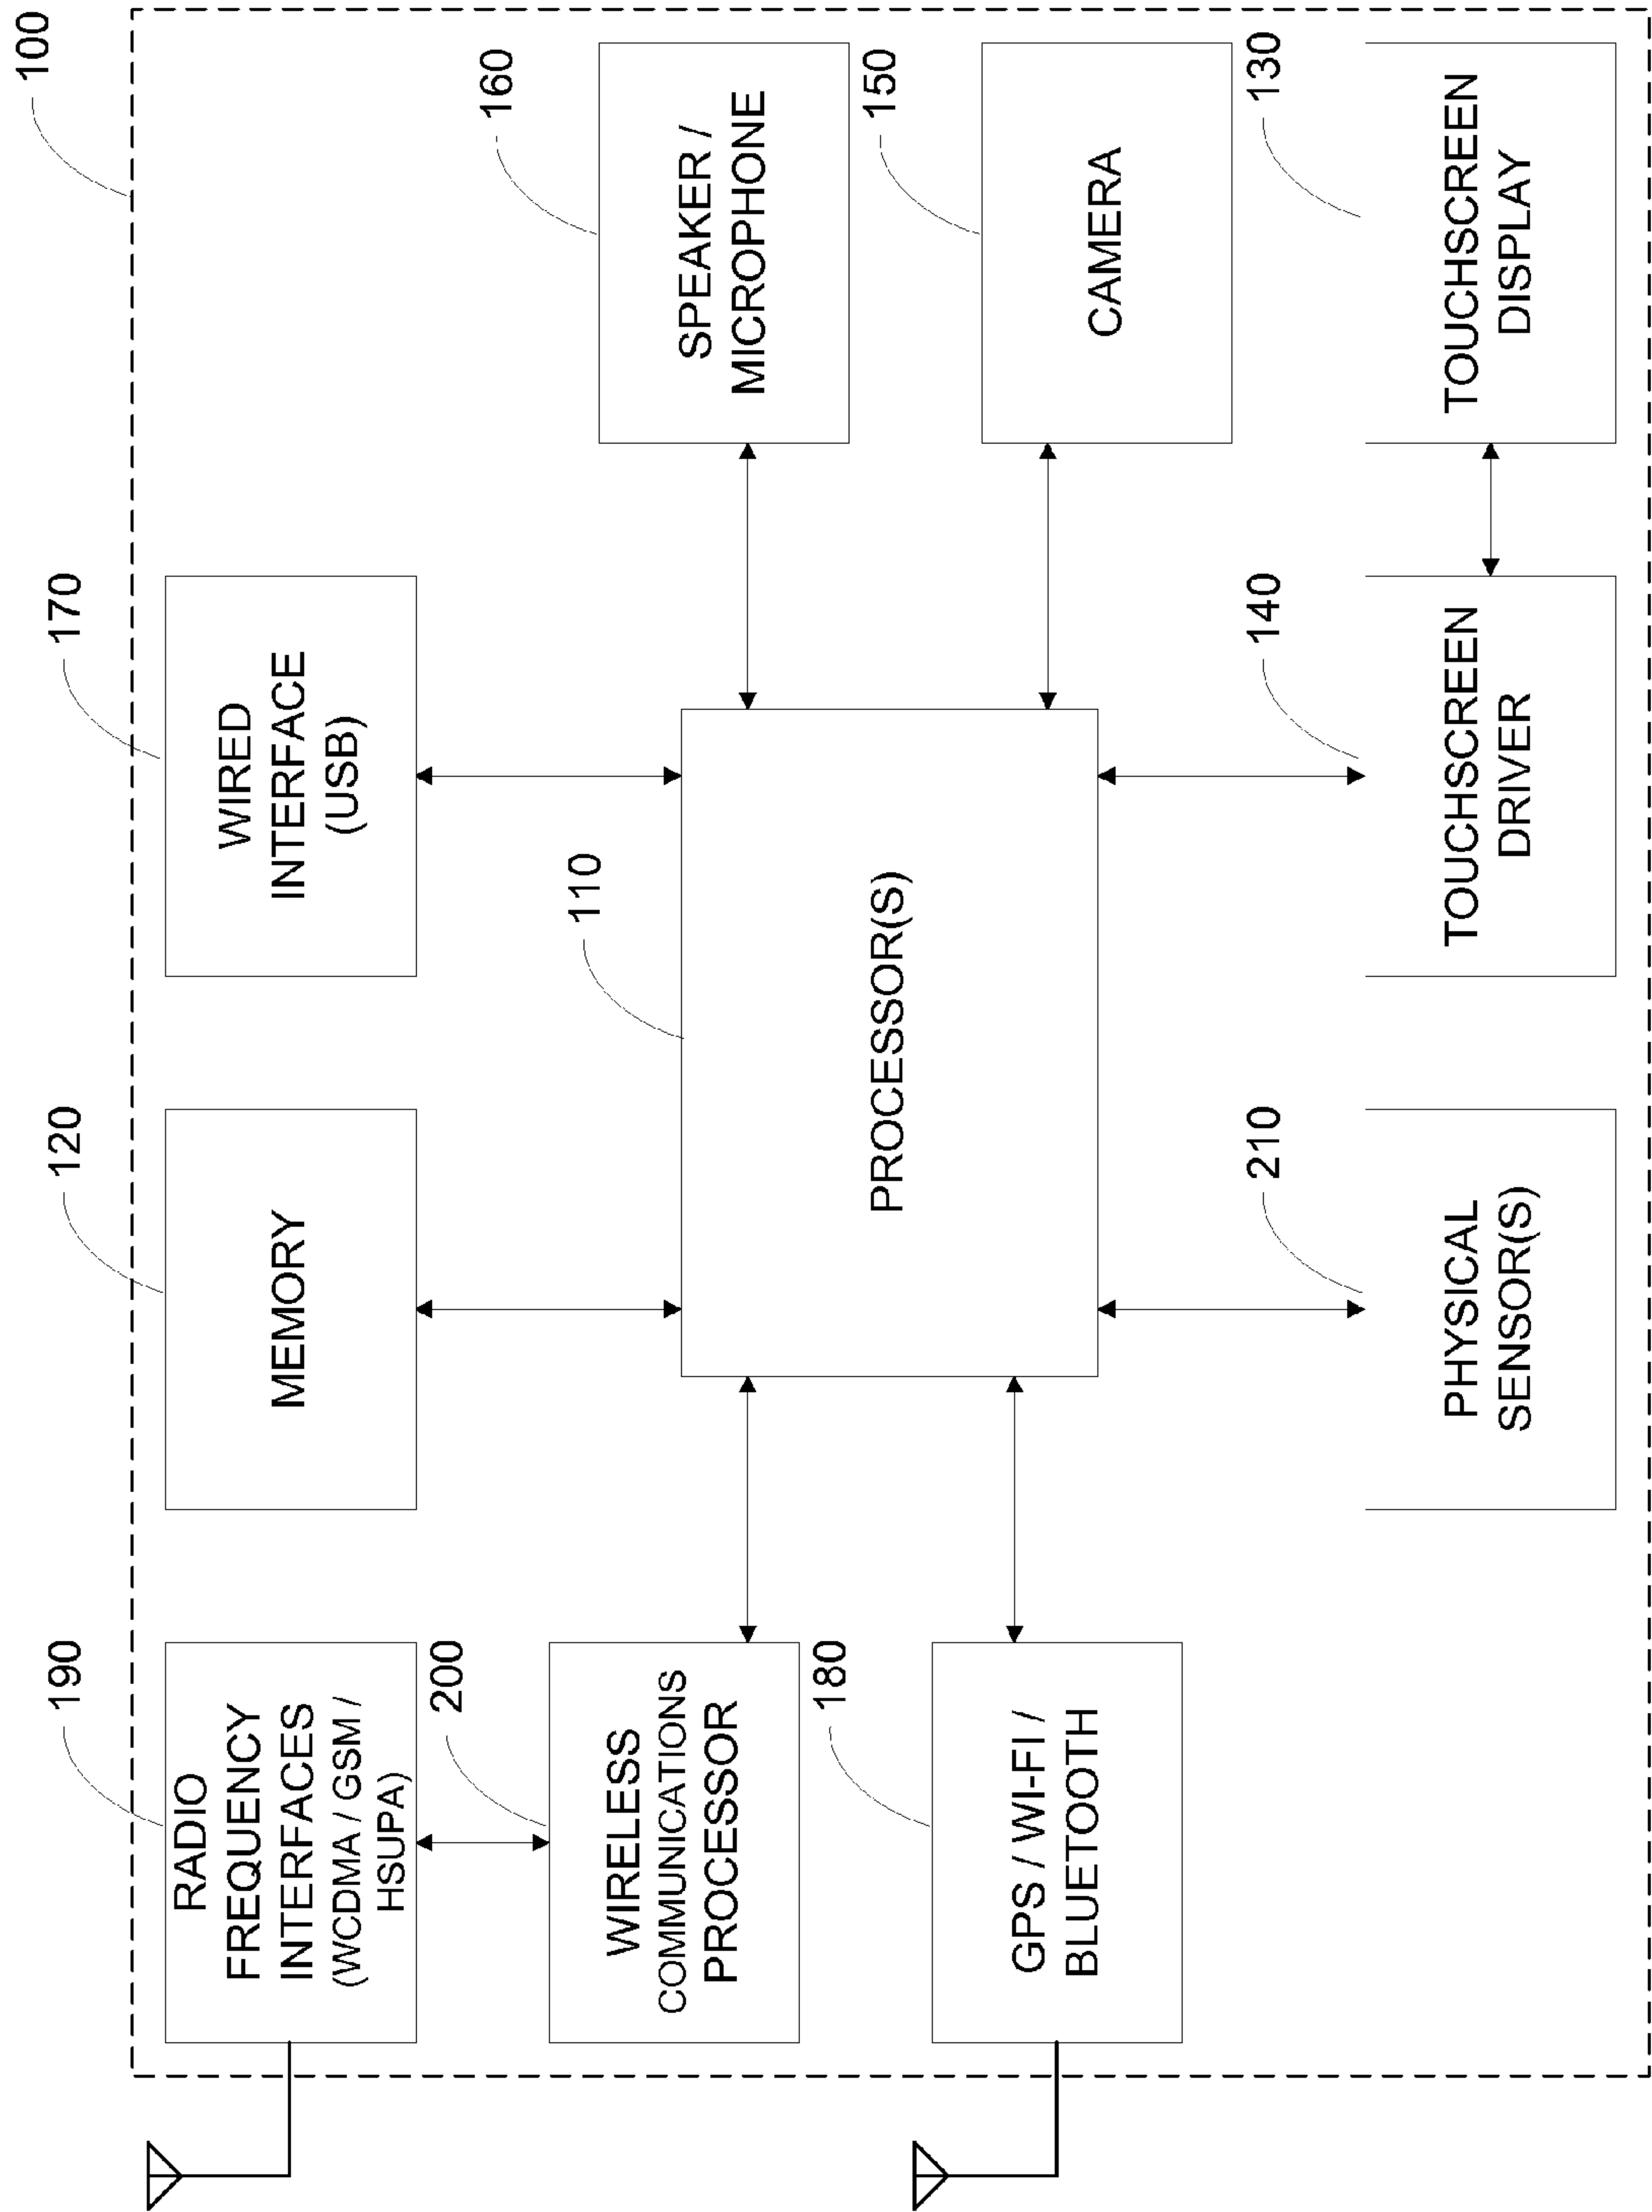 100
190
120
170
RADIO
FREQUENCY
INTERFACES
(WCDMA / GSM /
HSUPA)
MEMORY
WIRED
INTERFACE
(USB)
200
110
160
WIRELESS
COMMUNICATIONS
PROCESSOR
PROCESSOR(S)
SPEAKER /
MICROPHONE
180
150
GPS / WI-FI /
BLUETOOTH
CAMERA
210
140
130
PHYSICAL
SENSOR(S)
TOUCHSCREEN
DRIVER
TOUCHSCREEN
DISPLAY